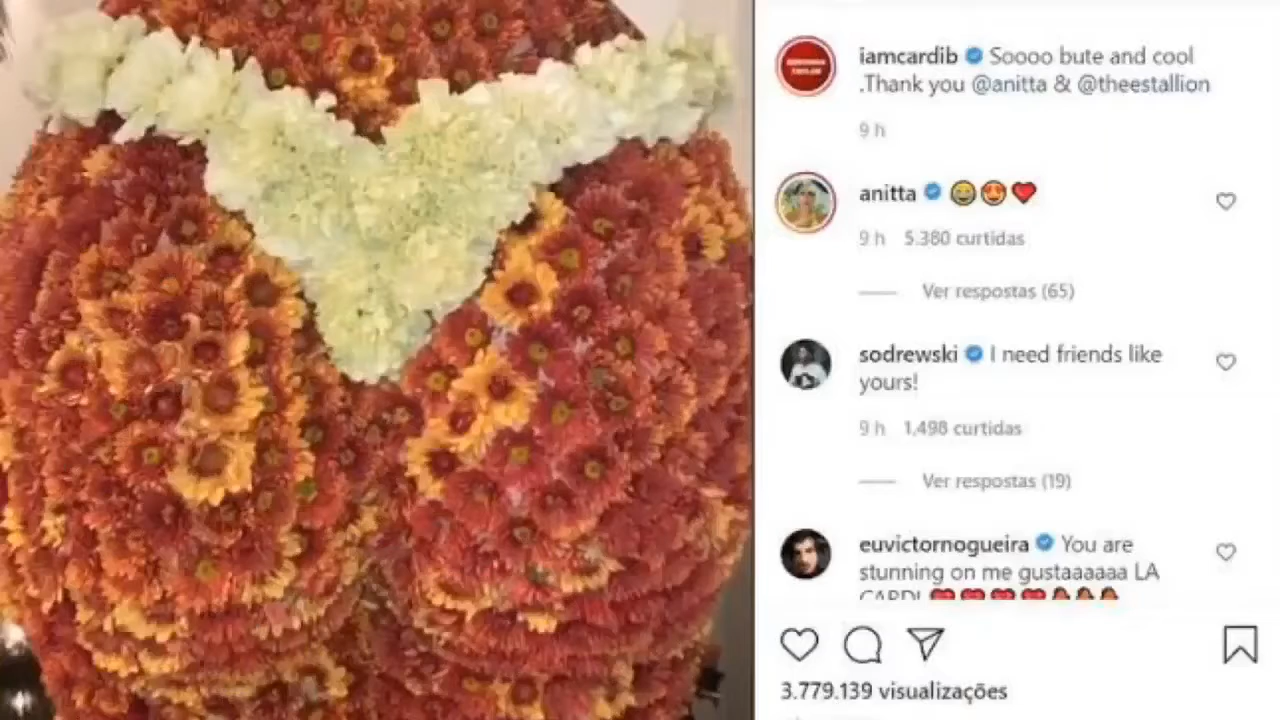 iamcardib Soooo bute and cool
.Thank you @anitta & @theestallion
9 h
anitta 😂😍❤️
9 h 5.380 curtidas
Ver respostas (65)
sodrewski I need friends like
yours!
9 h 1,498 curtidas
Ver respostas (19)
euvictornogueira You are
stunning on me gustaaaaaa LA
CARDI
3.779.139 visualizações